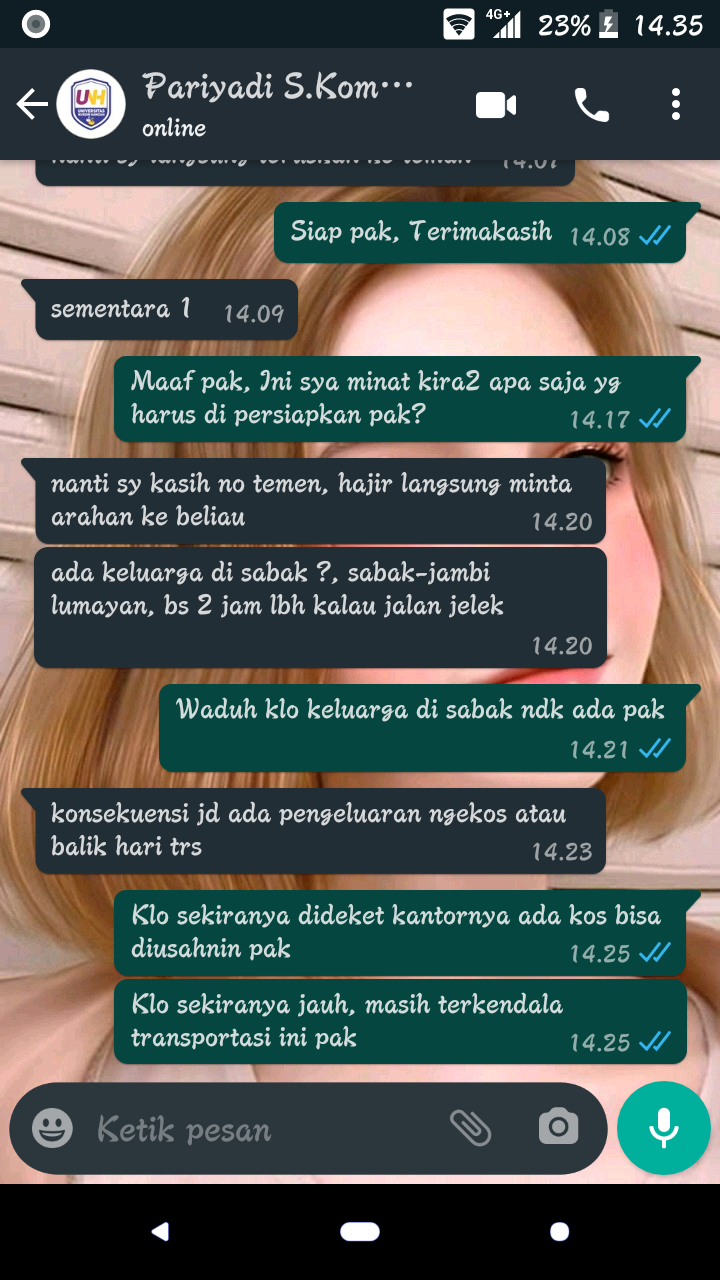 4G+ 23% 14.35
Pariyadi S.Kom...
online
14.07
Siap pak, Terimakasih 14.08
sementara 1 14.09
Maaf pak, Ini sya minat kira2 apa saja yg
harus di persiapkan pak? 14.17
nanti sy kasih no temen, hajir langsung minta
arahan ke beliau 14.20
ada keluarga di sabak ?, sabak-jambi
lumayan, bs 2 jam lbh kalau jalan jelek
14.20
Waduh klo keluarga di sabak ndk ada pak
14.21
konsekuensi jd ada pengeluaran ngekos atau
balik hari trs 14.23
Klo sekiranya dideket kantornya ada kos bisa
diusahnin pak 14.25
Klo sekiranya jauh, masih terkendala
transportasi ini pak 14.25
Ketik pesan